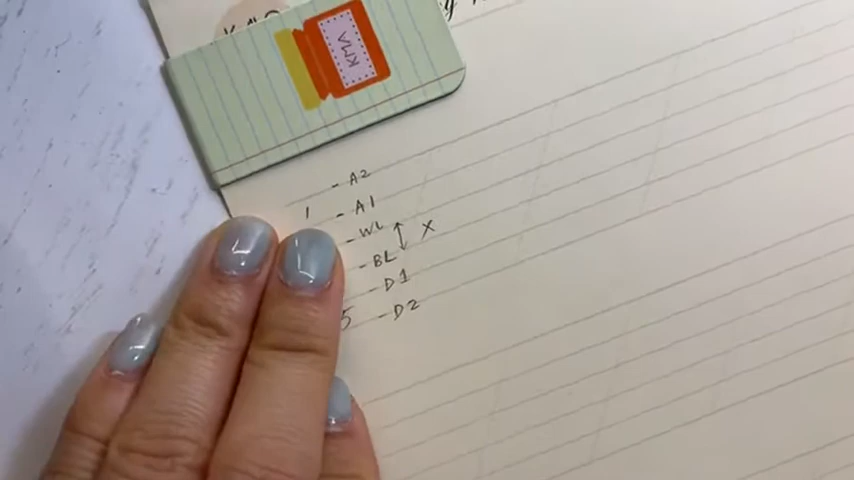 KMA
- A2
1 - A1
- WL
x
- BL
- D1
5 - D2